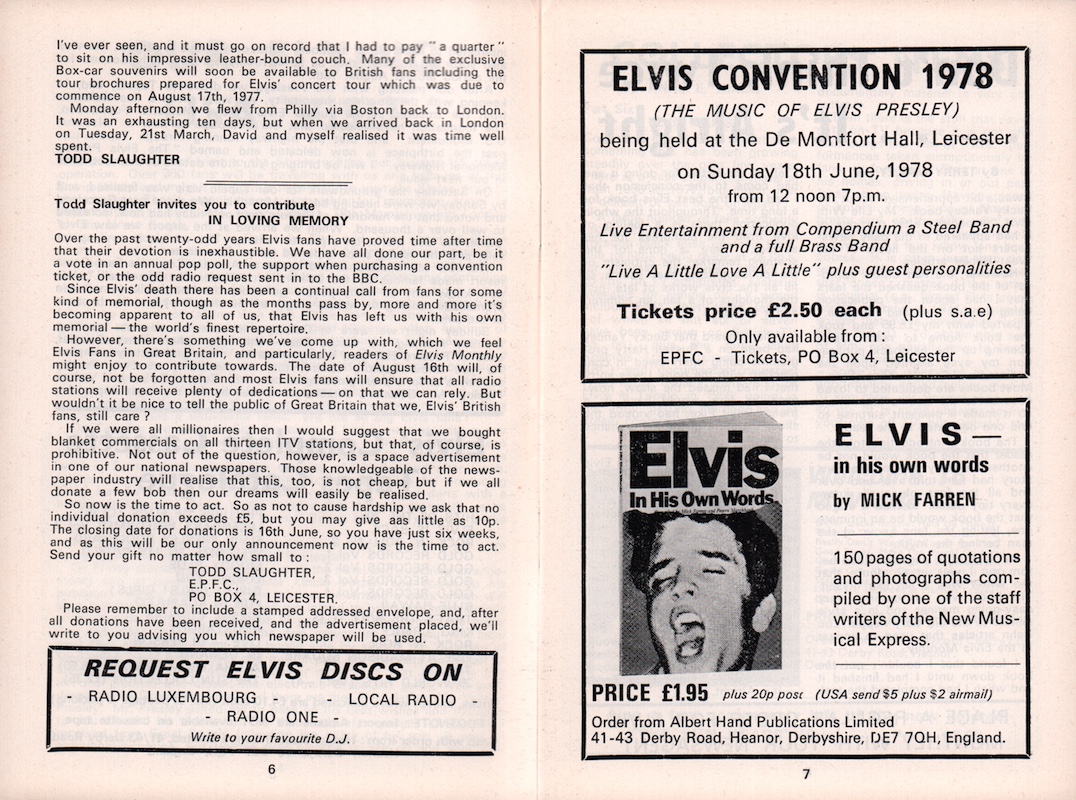 I've ever seen, and it must go on record that I had to pay "a quarter"
to sit on his impressive leather-bound couch. Many of the exclusive
Box-car souvenirs will soon be available to British fans including the
tour brochures prepared for Elvis' concert tour which was due to
commence on August 17th, 1977.
Monday afternoon we flew from Philly via Boston back to London.
It was an exhausting ten days, but when we arrived back in London
on Tuesday, 21st March, David and myself realised it was time well
spent.
TODD SLAUGHTER
Todd Slaughter invites you to contribute
IN LOVING MEMORY
Over the past twenty-odd years Elvis fans have proved time after time
that their devotion is inexhaustible. We have all done our part, be it
a vote in an annual pop poll, the support when purchasing a convention
ticket, or the odd radio request sent in to the BBC.
Since Elvis' death there has been a continual call from fans for some
kind of memorial, though as the months pass by, more and more it's
becoming apparent to all of us, that Elvis has left us with his own
memorial — the world's finest repertoire.
However, there's something we've come up with, which we feel
Elvis Fans in Great Britain, and particularly, readers of Elvis Monthly
might enjoy to contribute towards. The date of August 16th will, of
course, not be forgotten and most Elvis fans will ensure that all radio
stations will receive plenty of dedications — on that we can rely. But
wouldn't it be nice to tell the public of Great Britain that we, Elvis' British
fans, still care ?
If we were all millionaires then I would suggest that we bought
blanket commercials on all thirteen ITV stations, but that, of course, is
prohibitive. Not out of the question, however, is a space advertisement
in one of our national newspapers. Those knowledgeable of the news-
paper industry will realise that this, too, is not cheap, but if we all
donate a few bob then our dreams will easily be realised.
So now is the time to act. So as not to cause hardship we ask that no
individual donation exceeds £5, but you may give aas little as 10p.
The closing date for donations is 16th June, so you have just six weeks,
and as this will be our only announcement now is the time to act.
Send your gift no matter how small to :
TODD SLAUGHTER,
E.P.F.C.,
PO BOX 4, LEICESTER,
Please remember to include a stamped addressed envelope, and, after
all donations have been received, and the advertisement placed, we'll
write to you advising you which newspaper will be used.
REQUEST ELVIS DISCS ON
- RADIO LUXEMBOURG - - LOCAL RADIO -
- RADIO ONE -
Write to your favourite D.J.
6
ELVIS CONVENTION 1978
(THE MUSIC OF ELVIS PRESLEY)
being held at the De Montfort Hall, Leicester
on Sunday 18th June, 1978
from 12 noon 7p.m.
Live Entertainment from Compendium a Steel Band
and a full Brass Band
"Live A Little Love A Little" plus guest personalities
Tickets price £2.50 each (plus s.a.e)
Only available from :
EPFC - Tickets, PO Box 4, Leicester
Elvis
In His Own Words.
ELVIS —
in his own words
by MICK FARREN
150 pages of quotations
and photographs com-
piled by one of the staff
writers of the New Mus-
ical Express.
PRICE £1.95 plus 20p post (USA send $5 plus $2 airmail)
Order from Albert Hand Publications Limited
41-43 Derby Road, Heanor, Derbyshire, DE7 7QH, England.
7